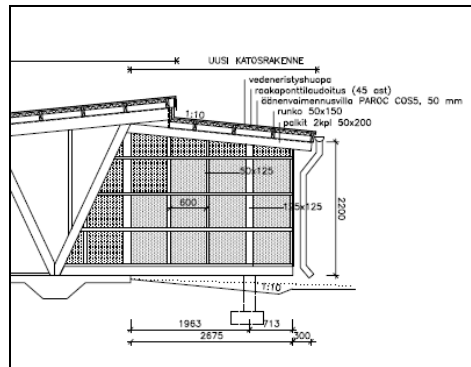 UUSI KATOSRAKENNE
vedeneristyshuopa
raakaponttilaudoitus (45 ast)
äänenvaimennusvilla PAROC COS5, 50 mm
runko 50x150
palkit 2kpl 50x200
1:10
50x125
600
125x125
2200
1:10
1963
713
2675
300